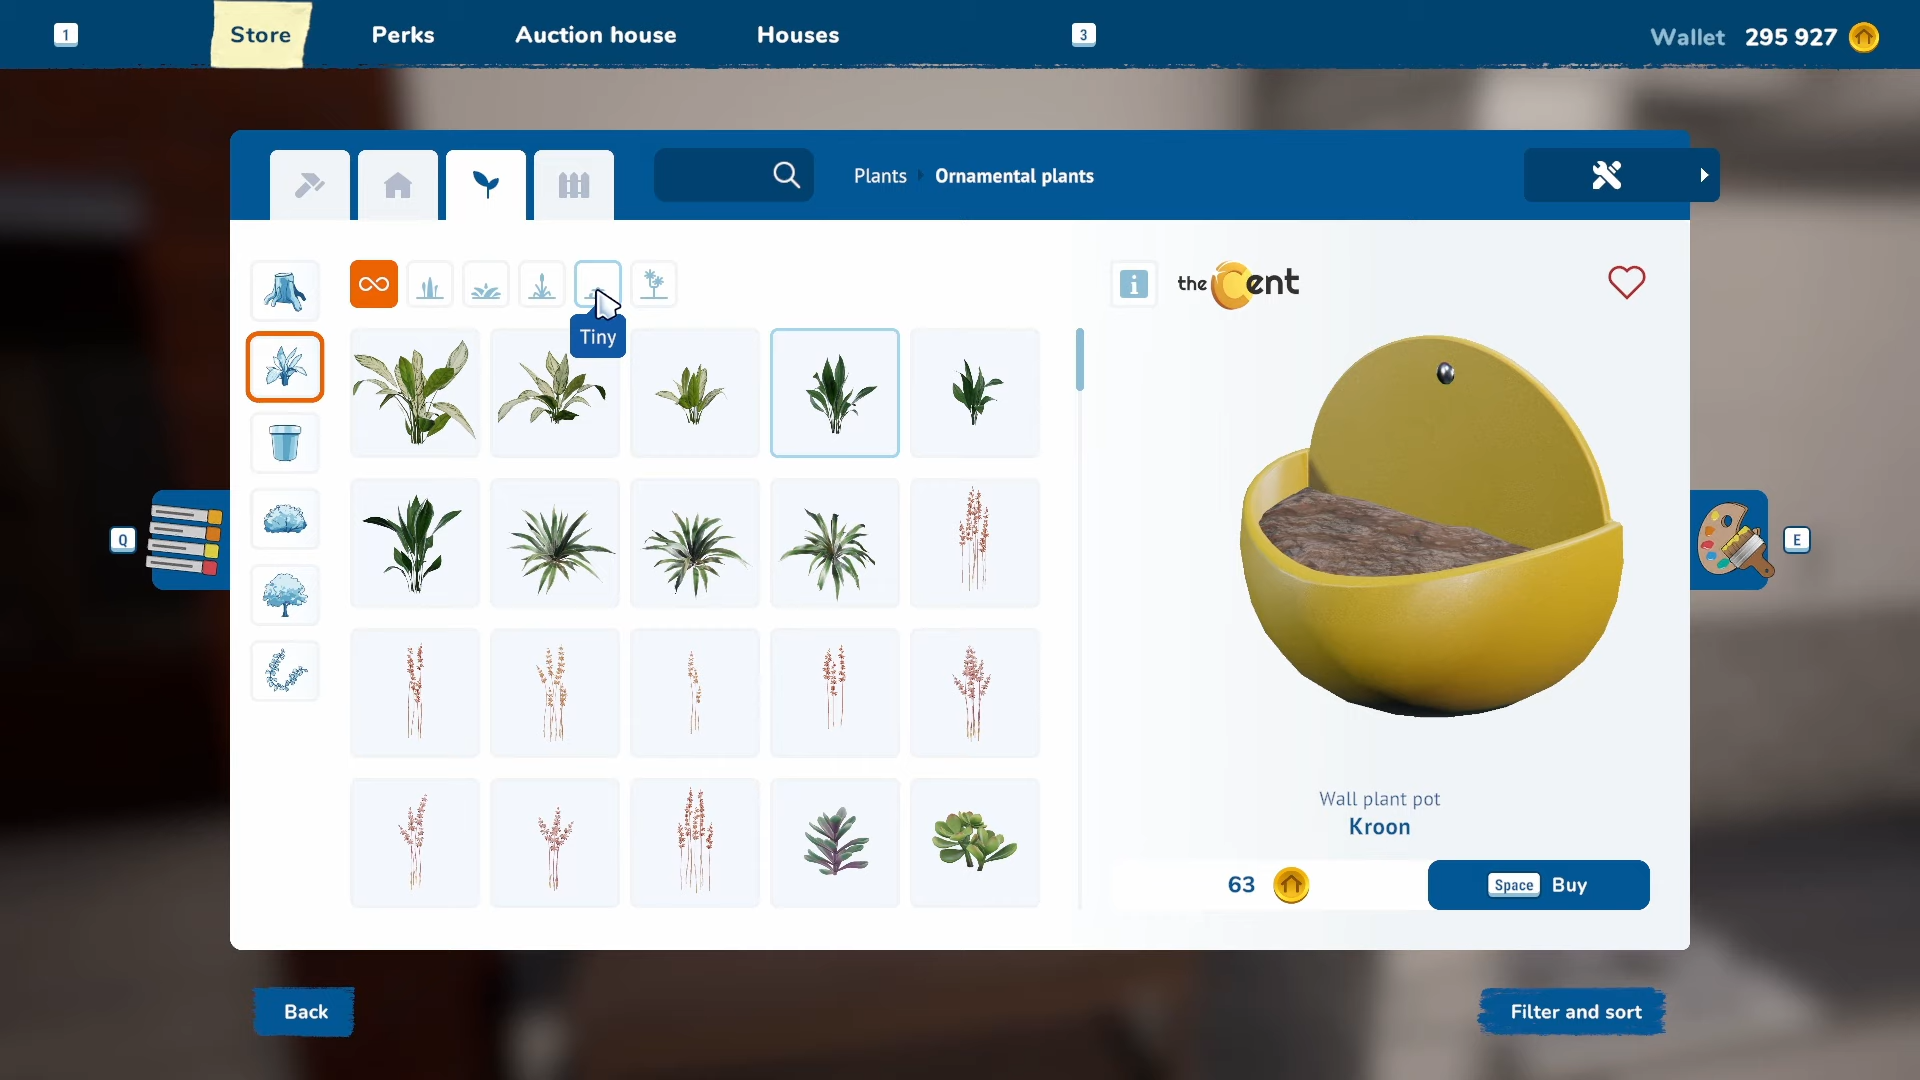 1
Store
Perks
Auction house
Houses
3
Wallet 295 927
Plants
Ornamental plants
Tiny
i
the Cent
Q
E
Wall plant pot
Kroon
63
Space Buy
Back
Filter and sort